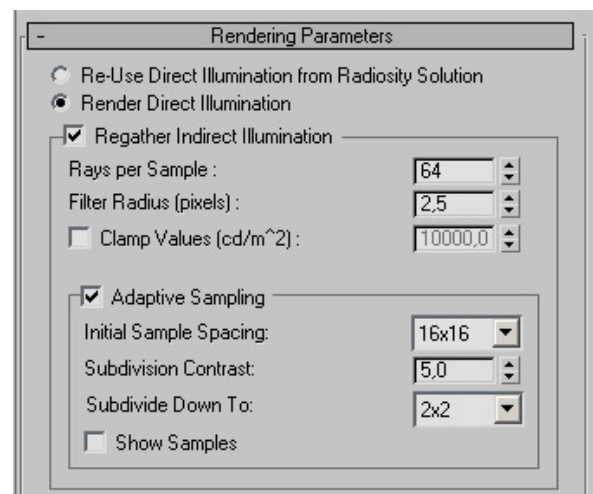 - Rendering Parameters
Re-Use Direct Illumination from Radiosity Solution
Render Direct Illumination
Regather Indirect Illumination
Rays per Sample : 64
Filter Radius (pixels) : 2,5
Clamp Values (cd/m^2) : 10000,0
Adaptive Sampling
Initial Sample Spacing: 16x16
Subdivision Contrast: 5,0
Subdivide Down To: 2x2
Show Samples